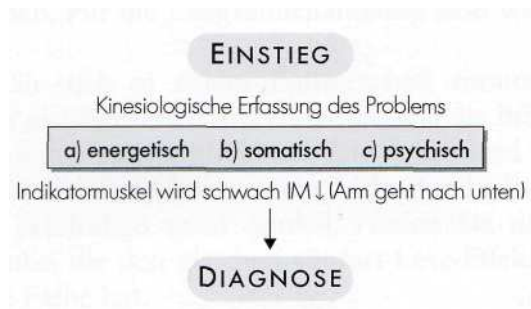 EINSTIEG
Kinesiologische Erfassung des Problems
a) energetisch b) somatisch c) psychisch
Indikatormuskel wird schwach IM ↓ (Arm geht nach unten)
DIAGNOSE